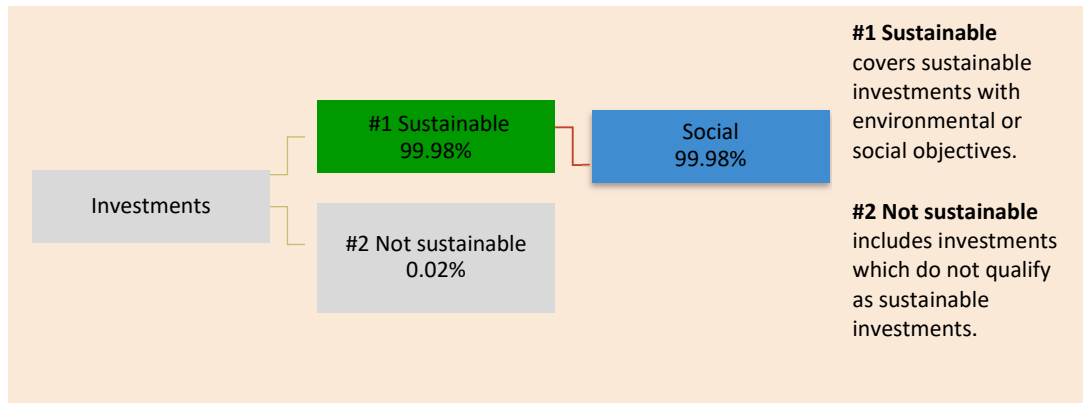 Investments
#1 Sustainable
99.98%
Social
99.98%
#2 Not sustainable
0.02%
#1 Sustainable
covers sustainable
investments with
environmental or
social objectives.
#2 Not sustainable
includes investments
which do not qualify
as sustainable
investments.